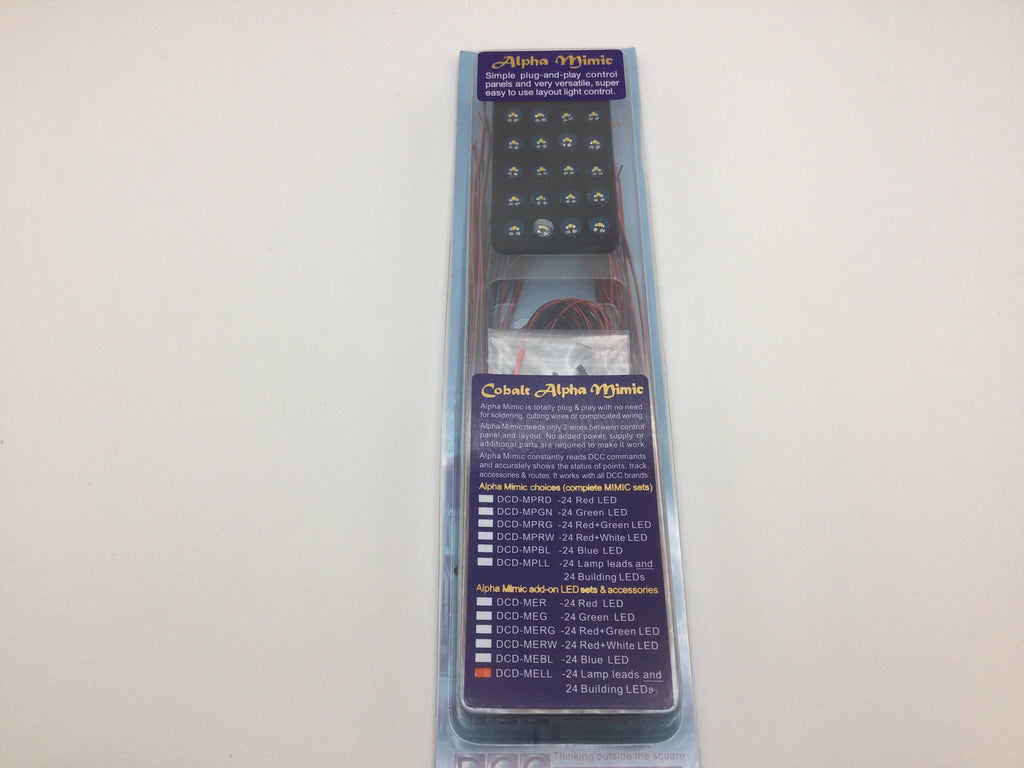 Alpha Mimic
Simple plug-and-play control
panels and very versatile, super
easy to use layout light control.
Cobalt Alpha Mimic
Alpha Mimic is totally plug & play with no need
for soldering, cutting wires or complicated wiring.
Alpha Mimic needs only 2 wires between control
panel and layout. No added power supply or
additional parts are required to make it work.
Alpha Mimic constantly reads DCC commands
and accurately shows the status of points, track,
accessories & routes. It works with all DCC brands.
Alpha Mimic choices (complete MIMIC sets)
DCD-MPRD -24 Red LED
DCD-MPGN -24 Green LED
DCD-MPRG -24 Red+Green LED
DCD-MPRW -24 Red+White LED
DCD-MPBL -24 Blue LED
DCD-MPLL -24 Lamp leads and
24 Building LEDs
Alpha Mimic add-on LED sets & accessories
DCD-MER -24 Red LED
DCD-MEG -24 Green LED
DCD-MERG -24 Red+Green LED
DCD-MERW -24 Red+White LED
DCD-MEBL -24 Blue LED
DCD-MELL -24 Lamp leads and
24 Building LEDs.
DCC Thinking outside the square